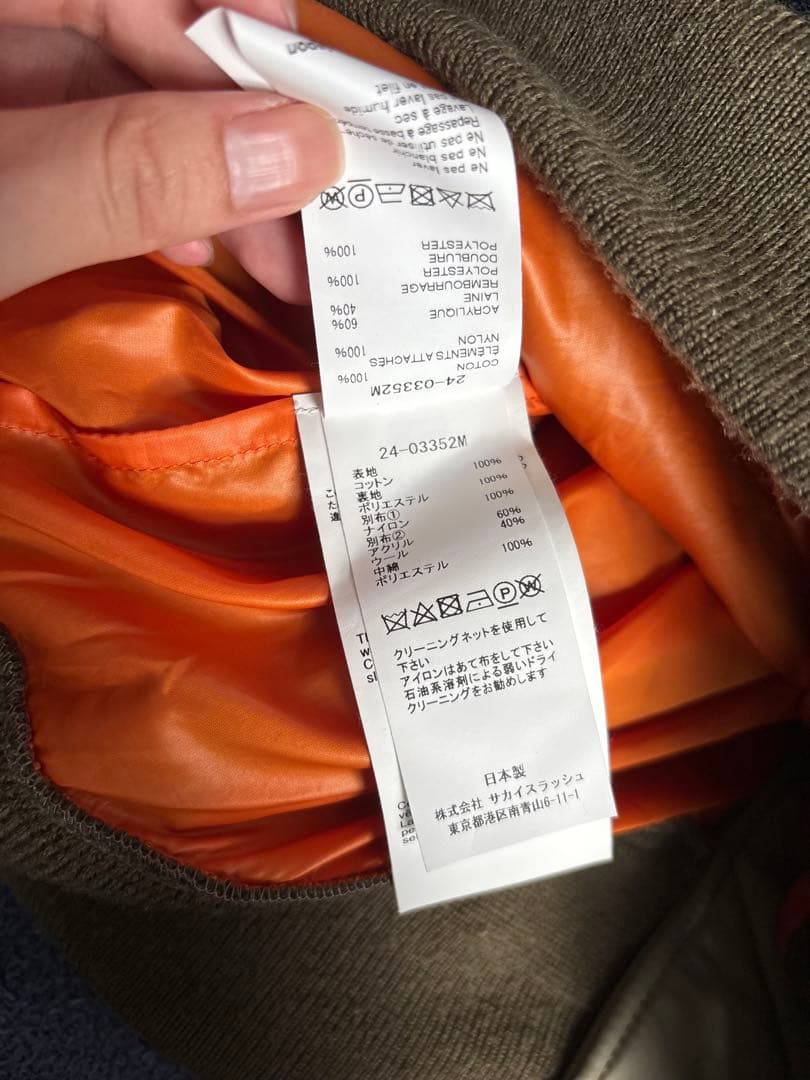 Japon
en filet
pas laver humide
Lavage à sec
Repassage à basse
Ne pas utiliser de sèche
Ne pas blanchir
Ne pas laver
100%
POLYESTER
DOUBLURE
100%
POLYESTER
REMBOURRAGE
40%
LAINE
60%
ACRYLIQUE
100%
NYLON
ÉLÉMENTS ATTACHÉS
100%
COTON
24-03352M
24-03352M
表地
コットン 100%
裏地
ポリエステル 100%
別布①
ナイロン 100%
別布②
アクリル 60%
ウール 40%
中綿
ポリエステル 100%
クリーニングネットを使用して
下さい
アイロンはあて布をして下さい
石油系溶剤による弱いドライ
クリーニングをお勧めします
日本製
株式会社 サカイスラッシュ
東京都港区南青山6-11-1